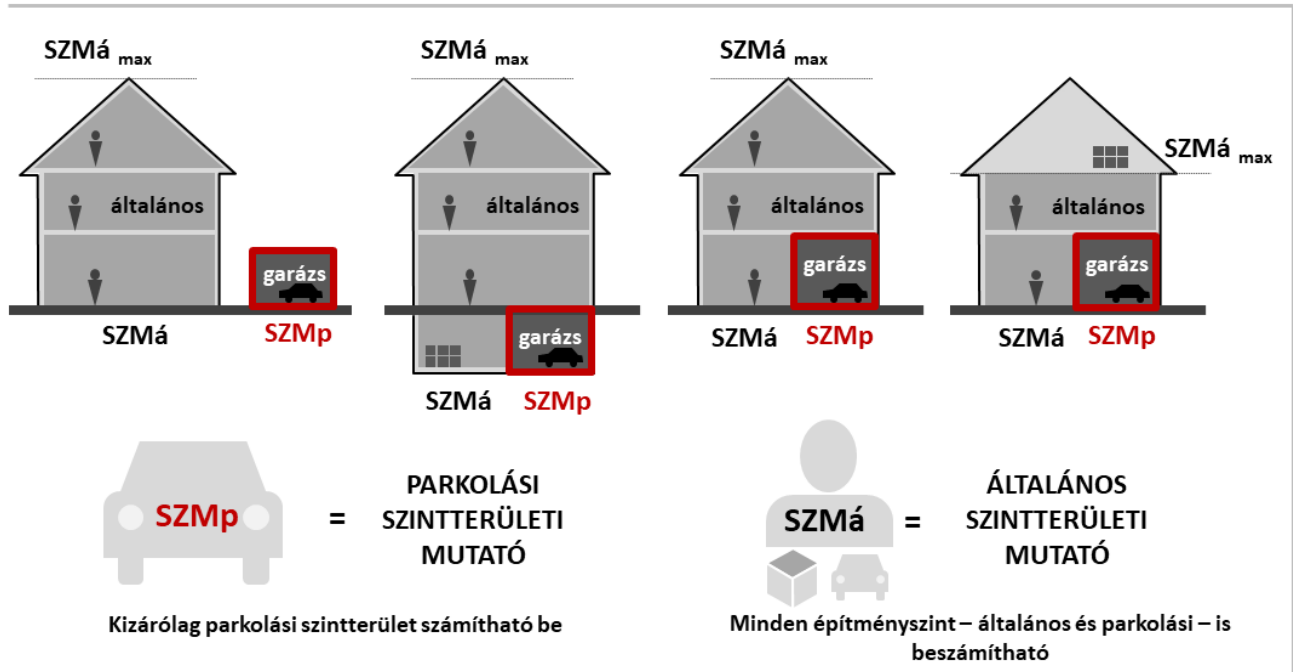 SZMá max
SZMá max
SZMá max
SZMá max
általános
általános
általános
általános
garázs
garázs
garázs
garázs
SZMá
SZMp
SZMá
SZMp
SZMá
SZMp
SZMá
SZMp
SZMp
=
PARKOLÁSI
SZINTTERÜLETI
MUTATÓ
Kizárólag parkolási szintterület számítható be
SZMá
=
ÁLTALÁNOS
SZINTTERÜLETI
MUTATÓ
Minden építményszint – általános és parkolási – is
beszámítható